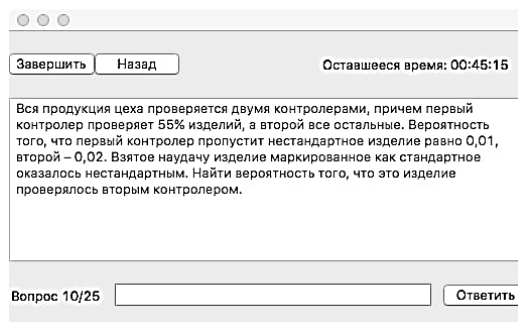 Завершить Назад Оставшееся время: 00:45:15
Вся продукция цеха проверяется двумя контролерами, причем первый
контролер проверяет 55% изделий, а второй все остальные. Вероятность
того, что первый контролер пропустит нестандартное изделие равно 0,01,
второй – 0,02. Взятое наудачу изделие маркированное как стандартное
оказалось нестандартным. Найти вероятность того, что это изделие
проверялось вторым контролером.
Вопрос 10/25 Ответить